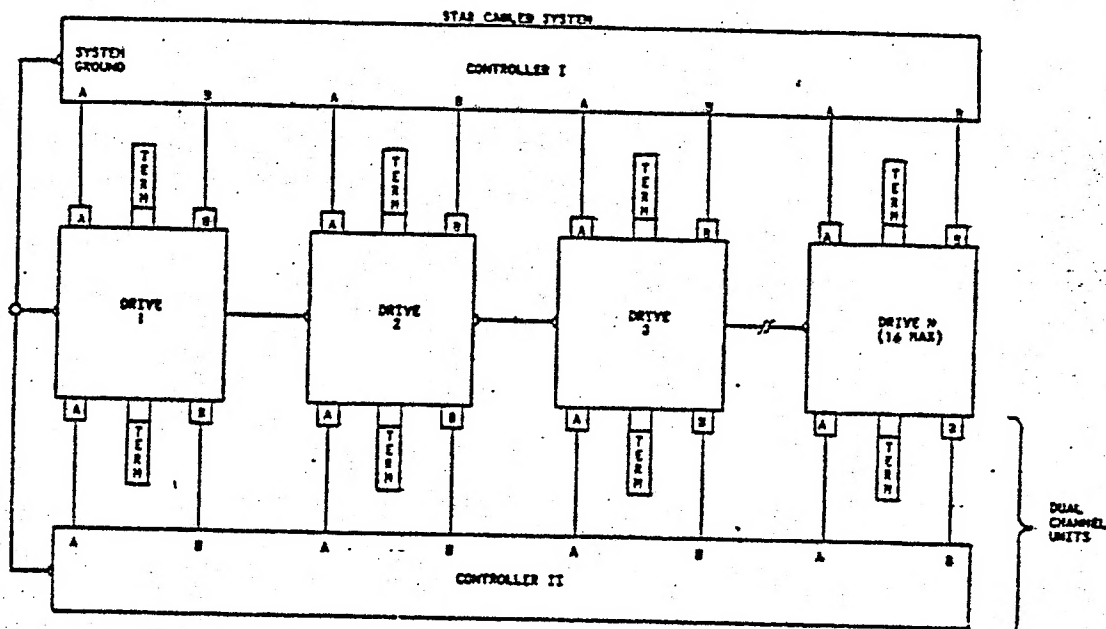 STAR CABLED SYSTEM
SYSTEM
GROUND
CONTROLLER I
A B A B A B A B
TERM TERM TERM TERM
A B A B A B A B
DRIVE
1
DRIVE
2
DRIVE
3
DRIVE N
(16 MAX)
A B A B A B A B
TERM TERM TERM TERM
DUAL
CHANNEL
UNITS
A B A B A B A B
CONTROLLER II